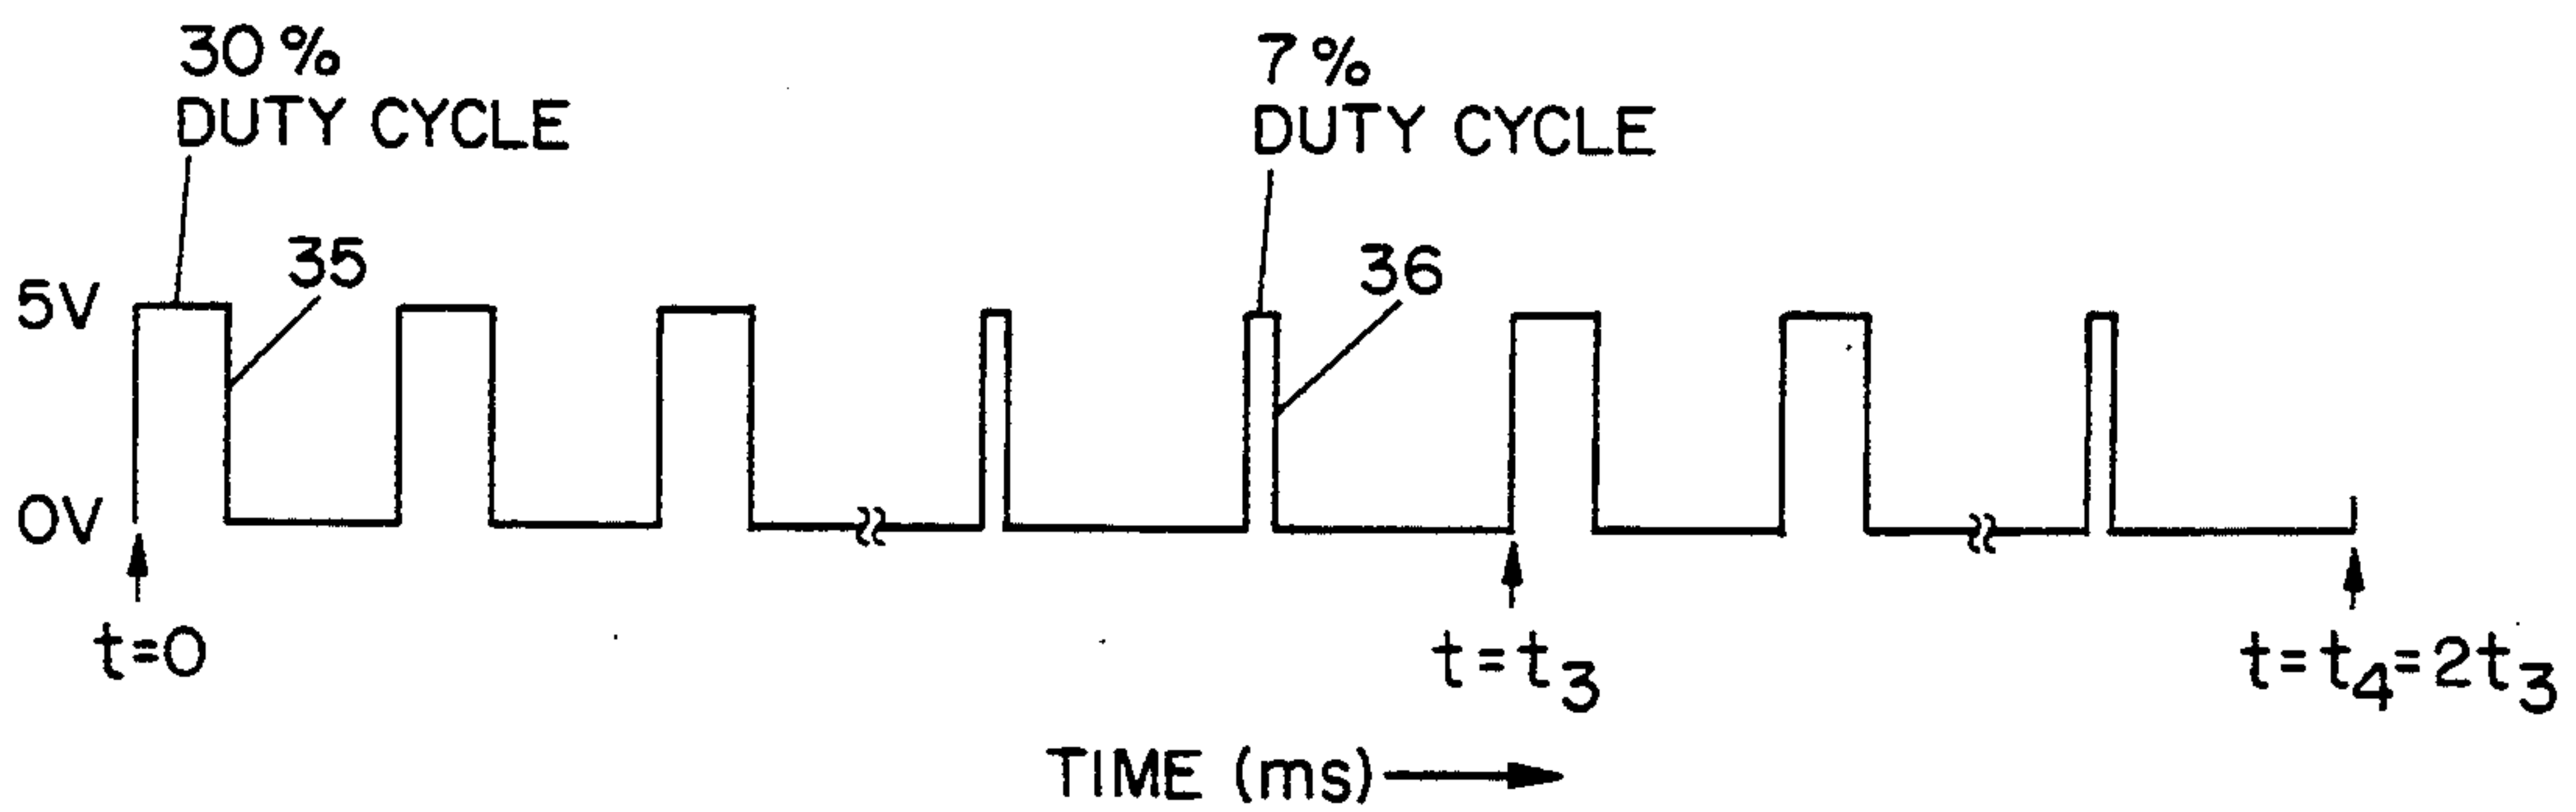 30%
DUTY CYCLE
7%
DUTY CYCLE
35
36
5V
0V
t=0
t=t3
t=t4=2t3
TIME (ms)